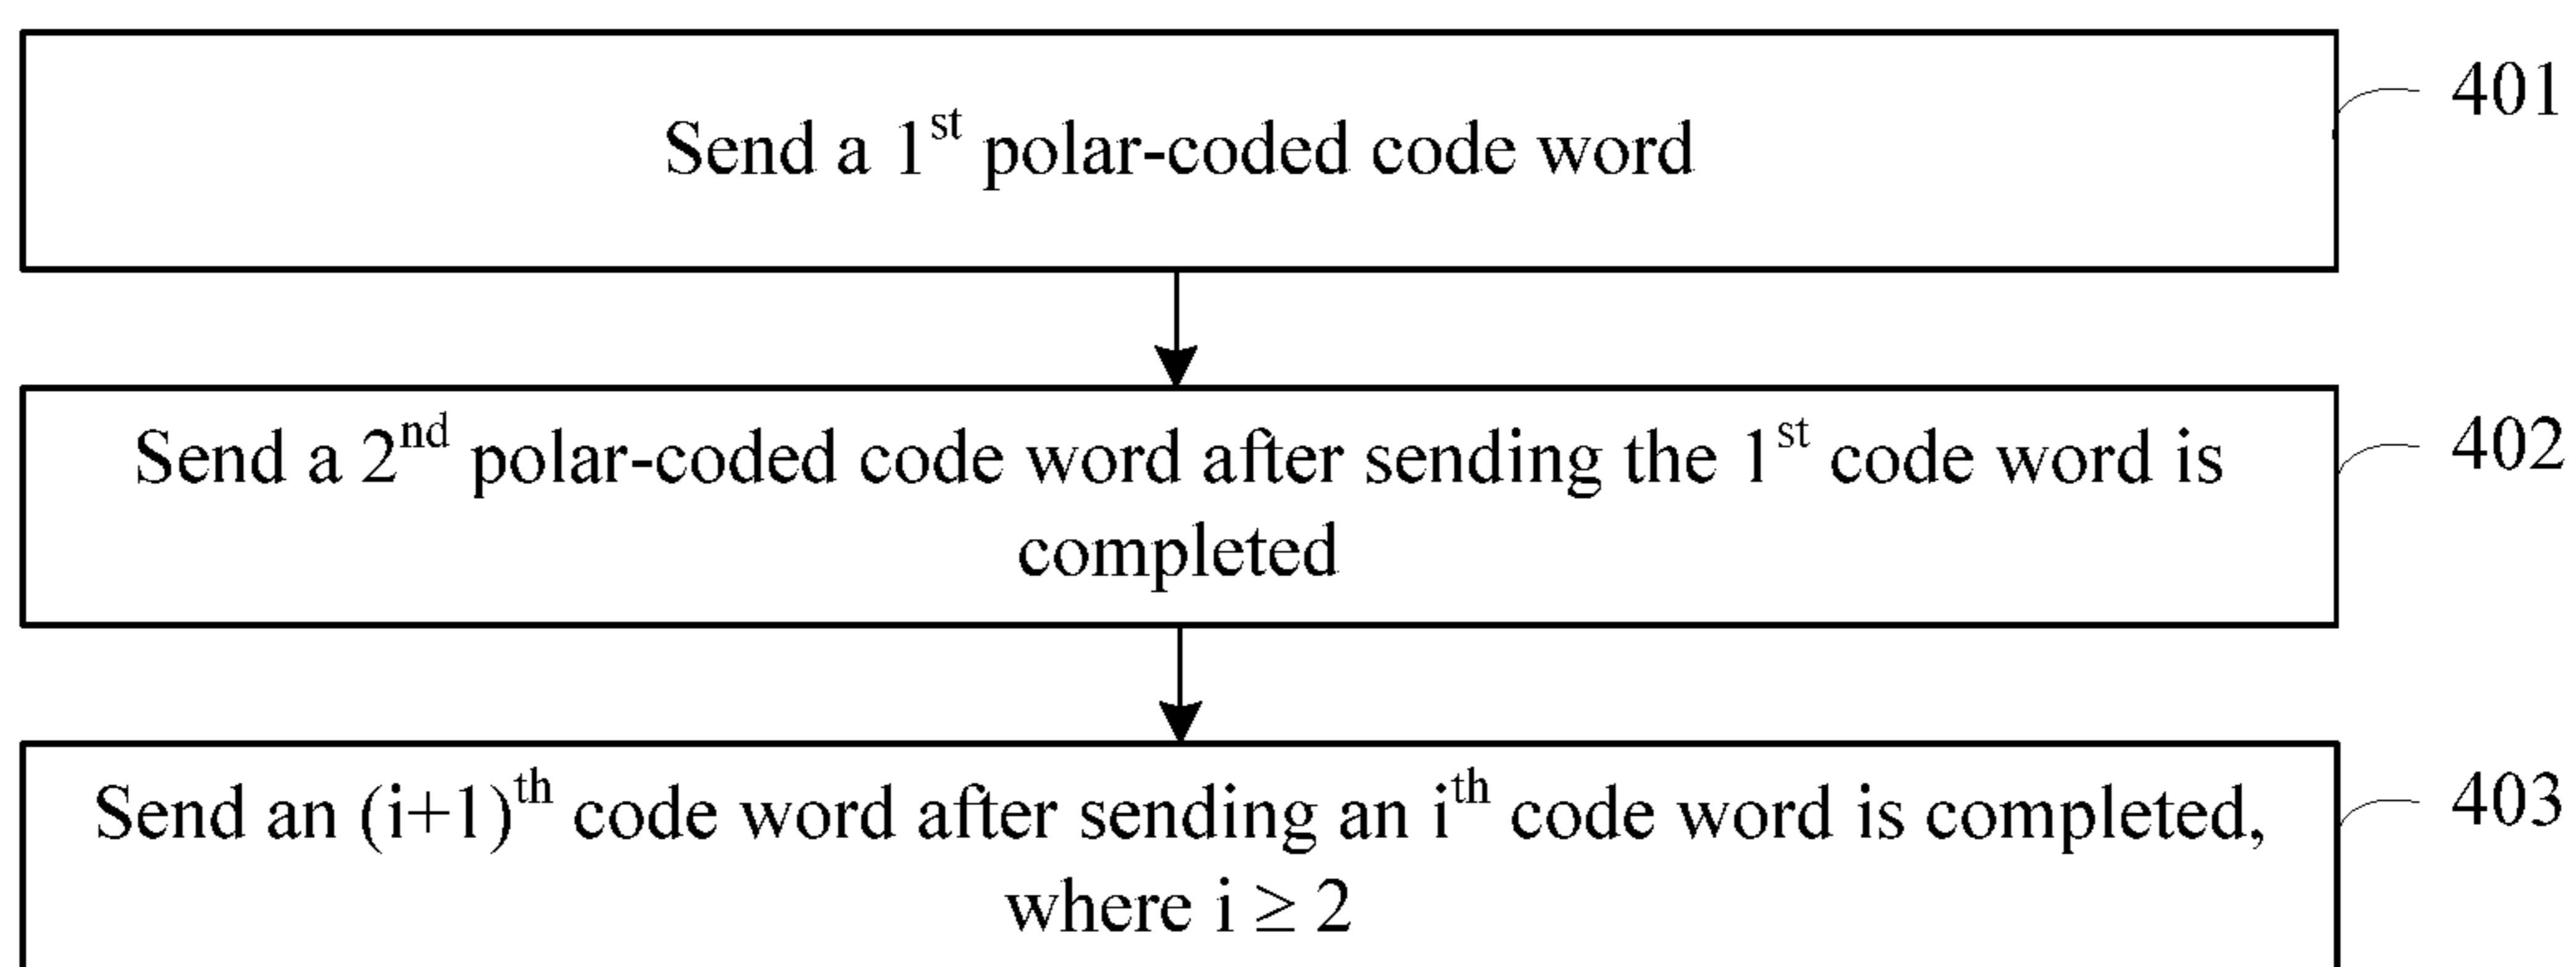 Send a 1st polar-coded code word
401
Send a 2nd polar-coded code word after sending the 1st code word is
completed
402
Send an (i+1)th code word after sending an ith code word is completed,
where i ≥ 2
403